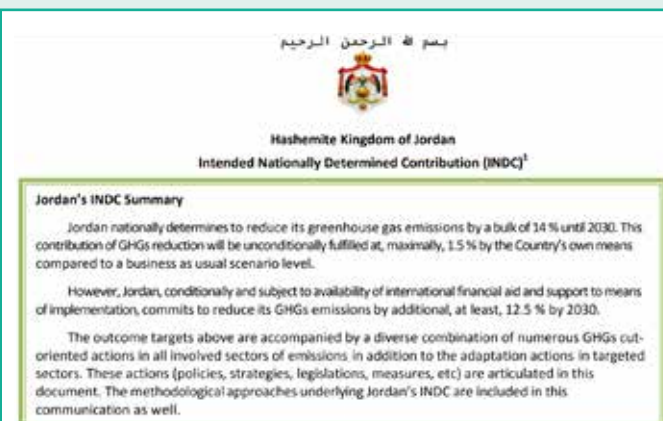 بسم الله الرحمن الرحيم
Hashemite Kingdom of Jordan
Intended Nationally Determined Contribution (INDC)¹
Jordan's INDC Summary
Jordan nationally determines to reduce its greenhouse gas emissions by a bulk of 14 % until 2030. This
contribution of GHGs reduction will be unconditionally fulfilled at, maximally, 1.5 % by the Country's own means
compared to a business as usual scenario level.
However, Jordan, conditionally and subject to availability of international financial aid and support to means
of implementation, commits to reduce its GHGs emissions by additional, at least, 12.5 % by 2030.
The outcome targets above are accompanied by a diverse combination of numerous GHGs cut-
oriented actions in all involved sectors of emissions in addition to the adaptation actions in targeted
sectors. These actions (policies, strategies, legislations, measures, etc) are articulated in this
document. The methodological approaches underlying Jordan's INDC are included in this
communication as well.